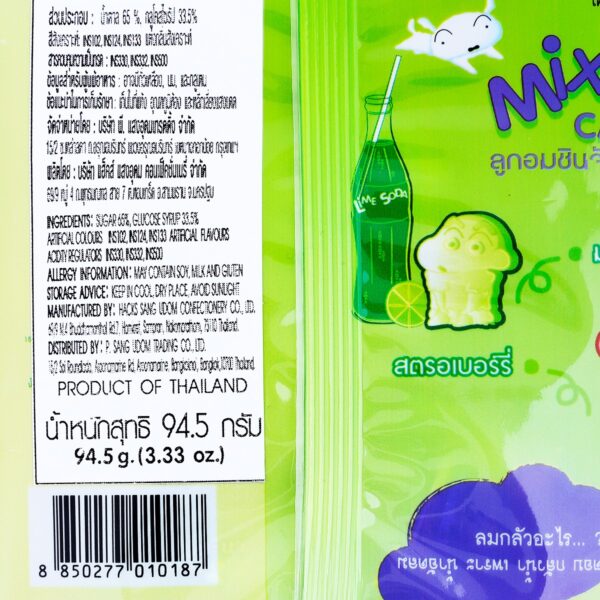 ส่วนประกอบ : น้ำตาล 65 %, กลูโคสไซรัป 33.5%
สีสังเคราะห์ INS102, INS124, INS133 แต่งกลิ่นสังเคราะห์
สารควบคุมความเป็นกรด : INS330, INS332, INS500
ข้อมูลสำหรับผู้แพ้อาหาร : อาจมีถั่วเหลือง, นม, และกลูเตน
ข้อแนะนำในการเก็บรักษา : เก็บในที่แห้ง อุณหภูมิห้อง และหลีกเลี่ยงแสงแดด
จัดจำหน่ายโดย : บริษัท พี. แสงอุดมเทรดดิ้ง จำกัด
ผลิตโดย : บริษัท แฮ็คส์ แสงอุดม คอนเฟ็คชั่นเนรี่ จำกัด
INGREDIENTS: SUGAR 65%, GLUCOSE SYRUP 33.5%
ARTIFICIAL COLOURS INS102, INS124, INS133 ARTIFICIAL FLAVOURS
ACIDITY REGULATORS INS330, INS332, INS500
ALLERGY INFORMATION: MAY CONTAIN SOY, MILK AND GLUTEN
STORAGE ADVICE: KEEP IN COOL, DRY PLACE, AVOID SUNLIGHT
MANUFACTURED BY: HACKS SANG UDOM CONFECTIONERY CO., LTD.
DISTRIBUTED BY: P. SANG UDOM TRADING CO., LTD.
PRODUCT OF THAILAND
น้ำหนักสุทธิ 94.5 กรัม
94.5 g. (3.33 oz.)
8 850277 010187
Mix
CA
ลูกอมชินจั
LIME SODA
สตรอเบอร์รี่
ลมกลัวอะไร...